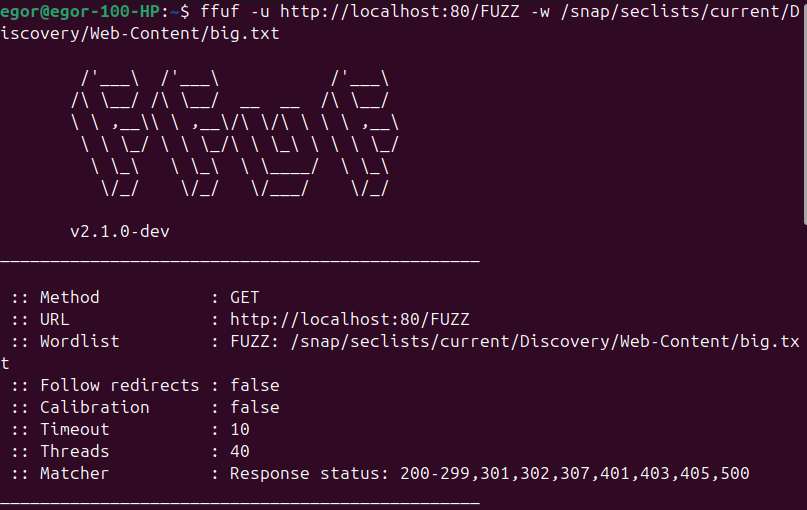 egor@egor-100-HP:~$ ffuf -u http://localhost:80/FUZZ -w /snap/seclists/current/D
iscovery/Web-Content/big.txt

        /'___\  /'___\           /'___\
       /\ \__/ /\ \__/  __  __  /\ \__/
       \ \ ,__\\ \ ,__\/\ \/\ \ \ \ ,__\
        \ \ \_/ \ \ \_/\ \ \_\ \ \ \ \_/
         \ \_\   \ \_\  \ \____/  \ \_\
          \/_/    \/_/   \/___/    \/_/

       v2.1.0-dev
________________________________________________

 :: Method           : GET
 :: URL              : http://localhost:80/FUZZ
 :: Wordlist         : FUZZ: /snap/seclists/current/Discovery/Web-Content/big.tx
t
 :: Follow redirects : false
 :: Calibration      : false
 :: Timeout          : 10
 :: Threads          : 40
 :: Matcher          : Response status: 200-299,301,302,307,401,403,405,500
________________________________________________